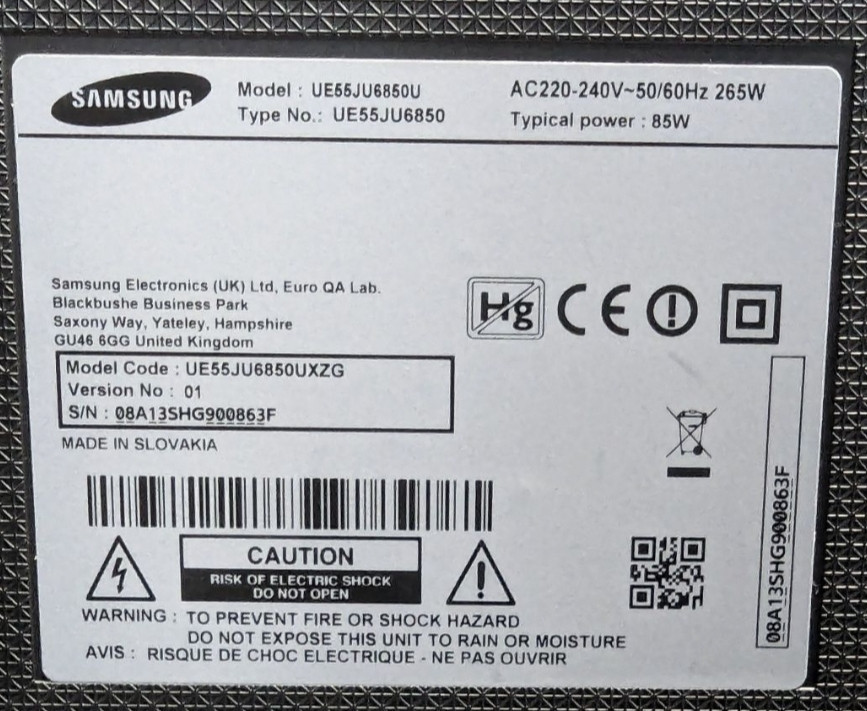 SAMSUNG
Model : UE55JU6850U
Type No.: UE55JU6850
AC220-240V~50/60Hz 265W
Typical power : 85W
Samsung Electronics (UK) Ltd, Euro QA Lab.
Blackbushe Business Park
Saxony Way, Yateley, Hampshire
GU46 6GG United Kingdom
Hg CE
Model Code : UE55JU6850UXZG
Version No : 01
S/N : 08A13SHG900863F
MADE IN SLOVAKIA
CAUTION
RISK OF ELECTRIC SHOCK
DO NOT OPEN
WARNING : TO PREVENT FIRE OR SHOCK HAZARD
DO NOT EXPOSE THIS UNIT TO RAIN OR MOISTURE
AVIS : RISQUE DE CHOC ELECTRIQUE - NE PAS OUVRIR
08A13SHG900863F